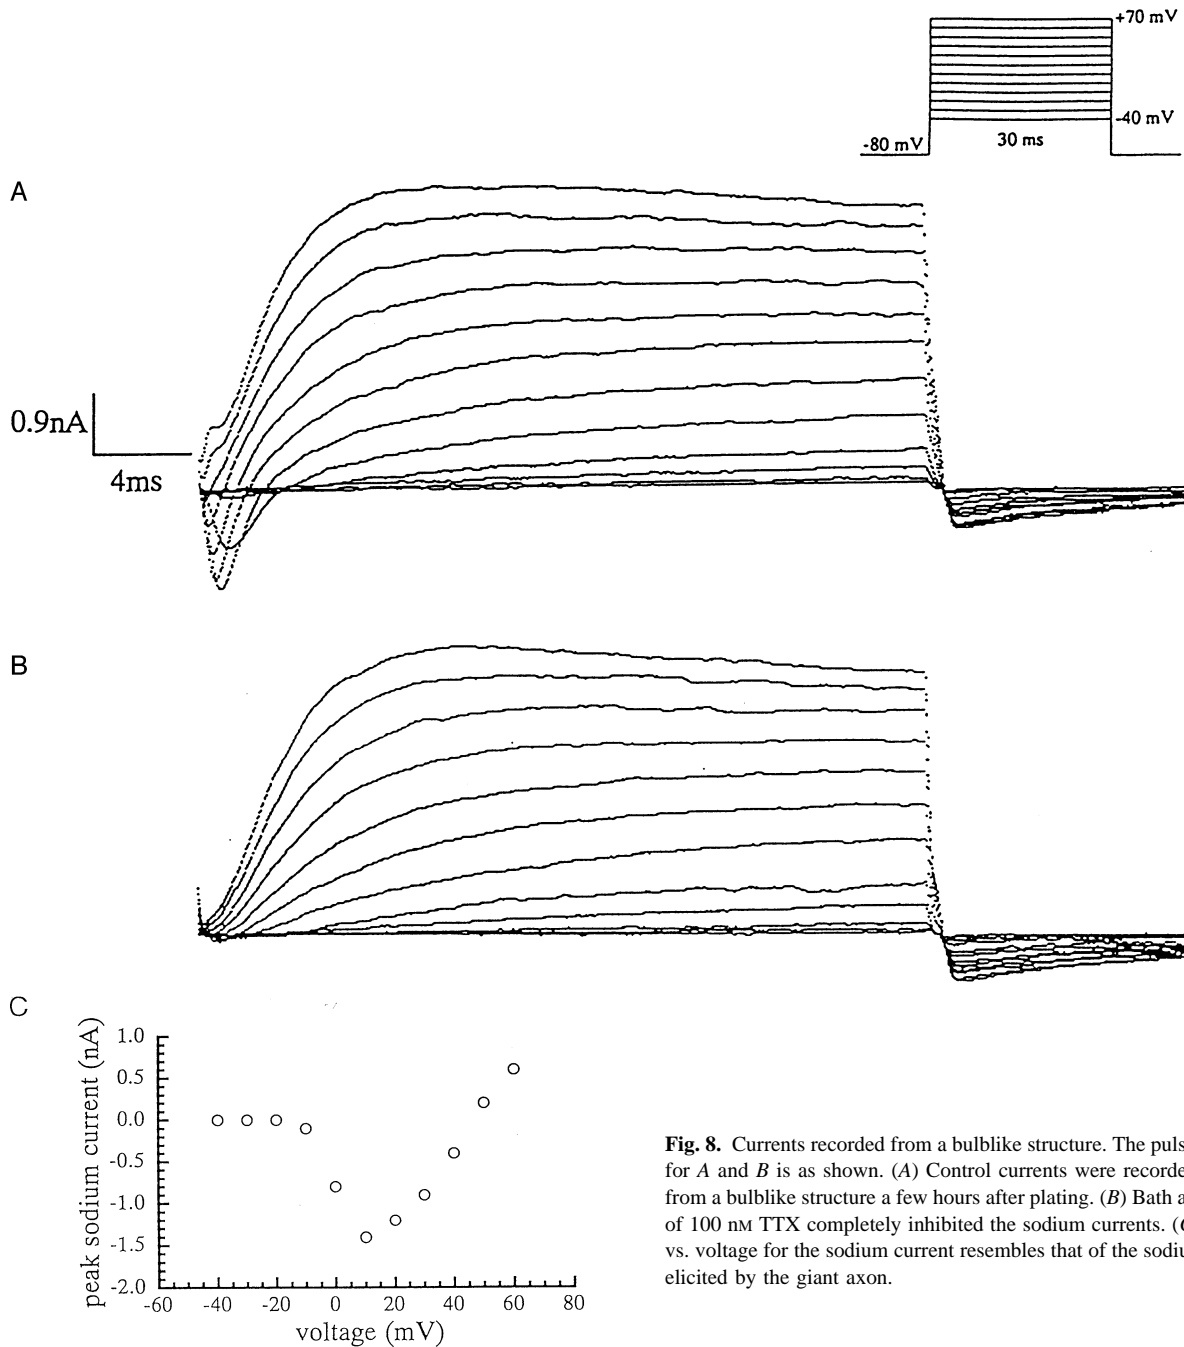 +70 mV
-40 mV
-80 mV
30 ms
A
0.9nA
4ms
B
C
peak sodium current (nA)
1.0
0.5
0.0
-0.5
-1.0
-1.5
-2.0
-60 -40 -20 0 20 40 60 80
voltage (mV)
Fig. 8. Currents recorded from a bulblike structure. The puls
for A and B is as shown. (A) Control currents were recorde
from a bulblike structure a few hours after plating. (B) Bath a
of 100 nM TTX completely inhibited the sodium currents. (C
vs. voltage for the sodium current resembles that of the sodiu
elicited by the giant axon.